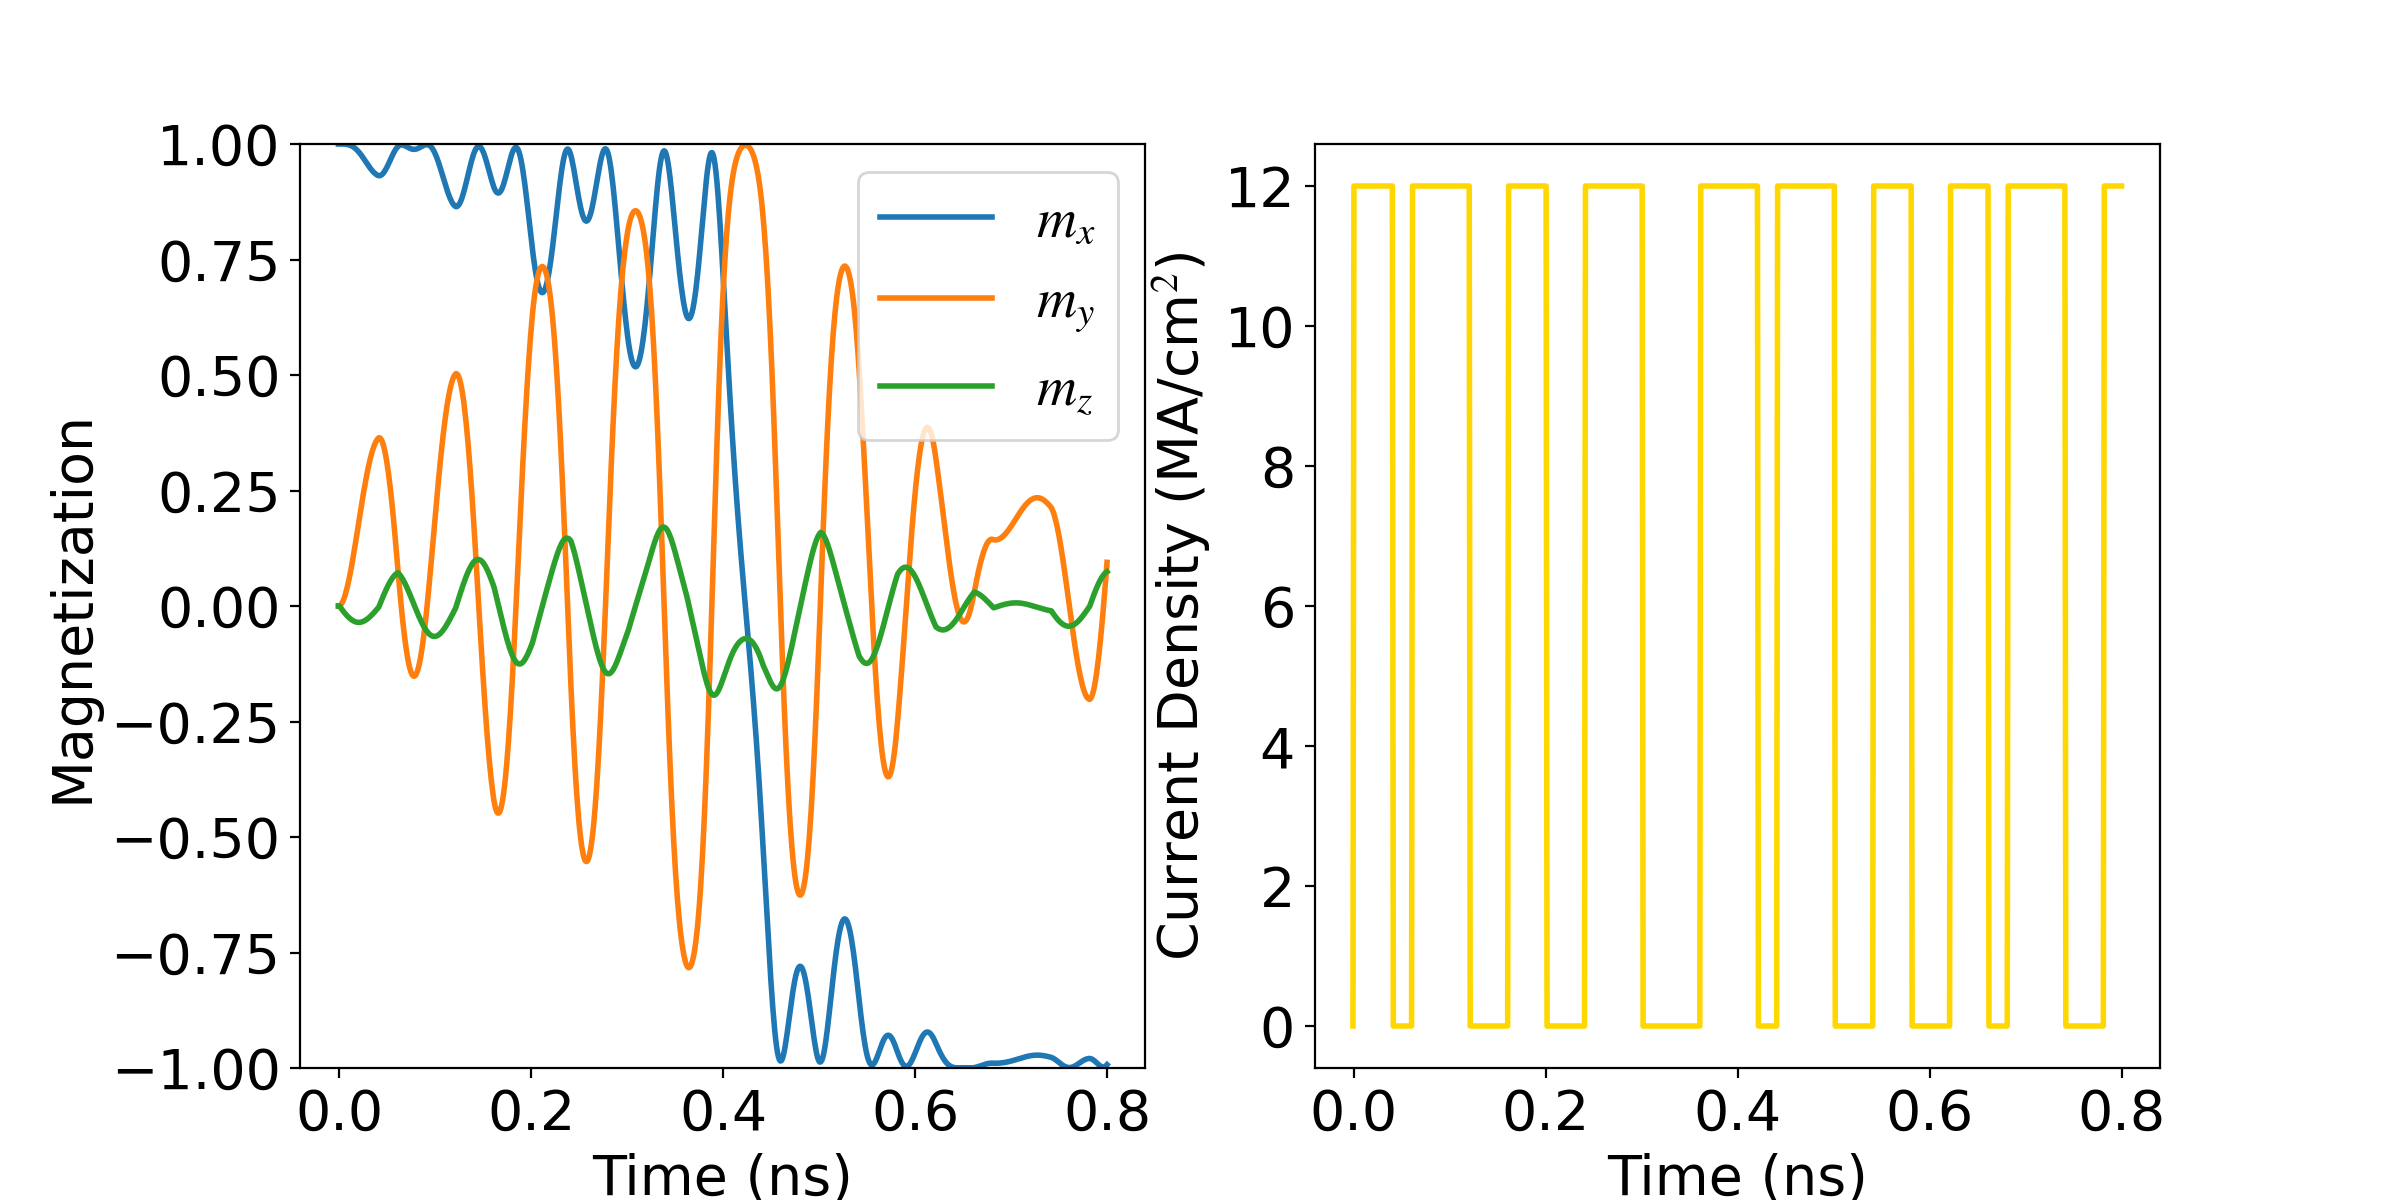 Magnetization
1.00
0.75
0.50
0.25
0.00
−0.25
−0.50
−0.75
−1.00
0.0 0.2 0.4 0.6 0.8
Time (ns)
m_x
m_y
m_z
Current Density (MA/cm²)
12
10
8
6
4
2
0
0.0 0.2 0.4 0.6 0.8
Time (ns)